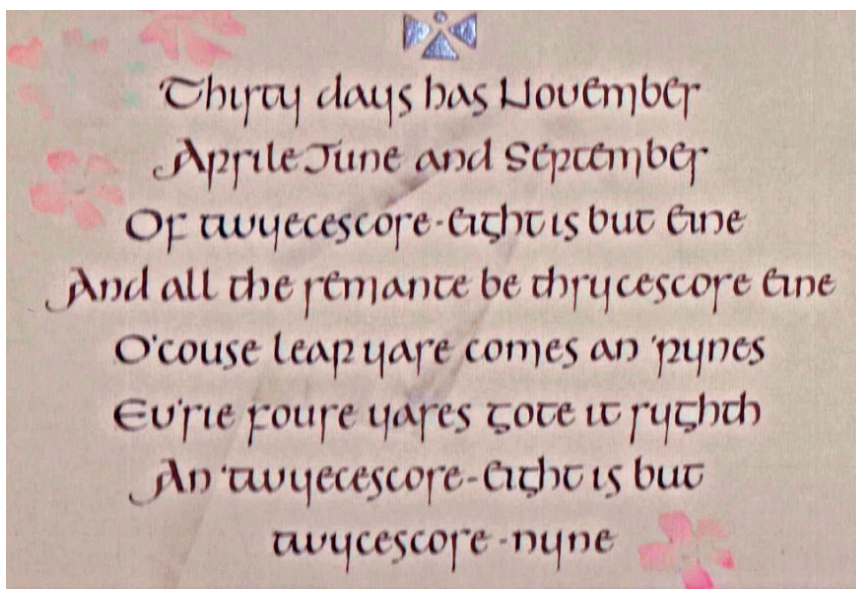 Thirty days has November
Aprile June and September
Of twyecescore-eight is but eine
And all the remante be thrycescore eine
O'couse leap yare comes an 'pynes
Ev'rie foure yares gote it ryghth
An 'twyecescore-eight is but
twycescore-nyne